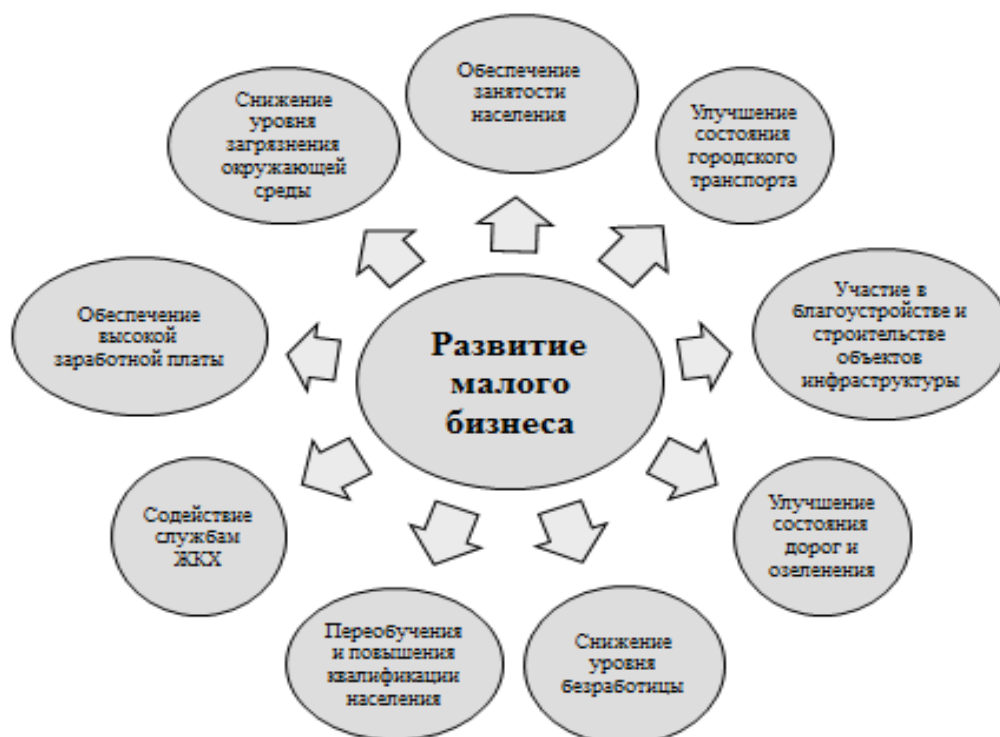 Обеспечение
занятости
населения
Улучшение
состояния
городского
транспорта
Участие в
благоустройстве и
строительстве
объектов
инфраструктуры
Улучшение
состояния
дорог и
озеленения
Снижение
уровня
безработицы
Переобучения
и повышения
квалификации
населения
Содействие
службам
ЖКХ
Обеспечение
высокой
заработной платы
Снижение
уровня
загрязнения
окружающей
среды
Развитие
малого
бизнеса